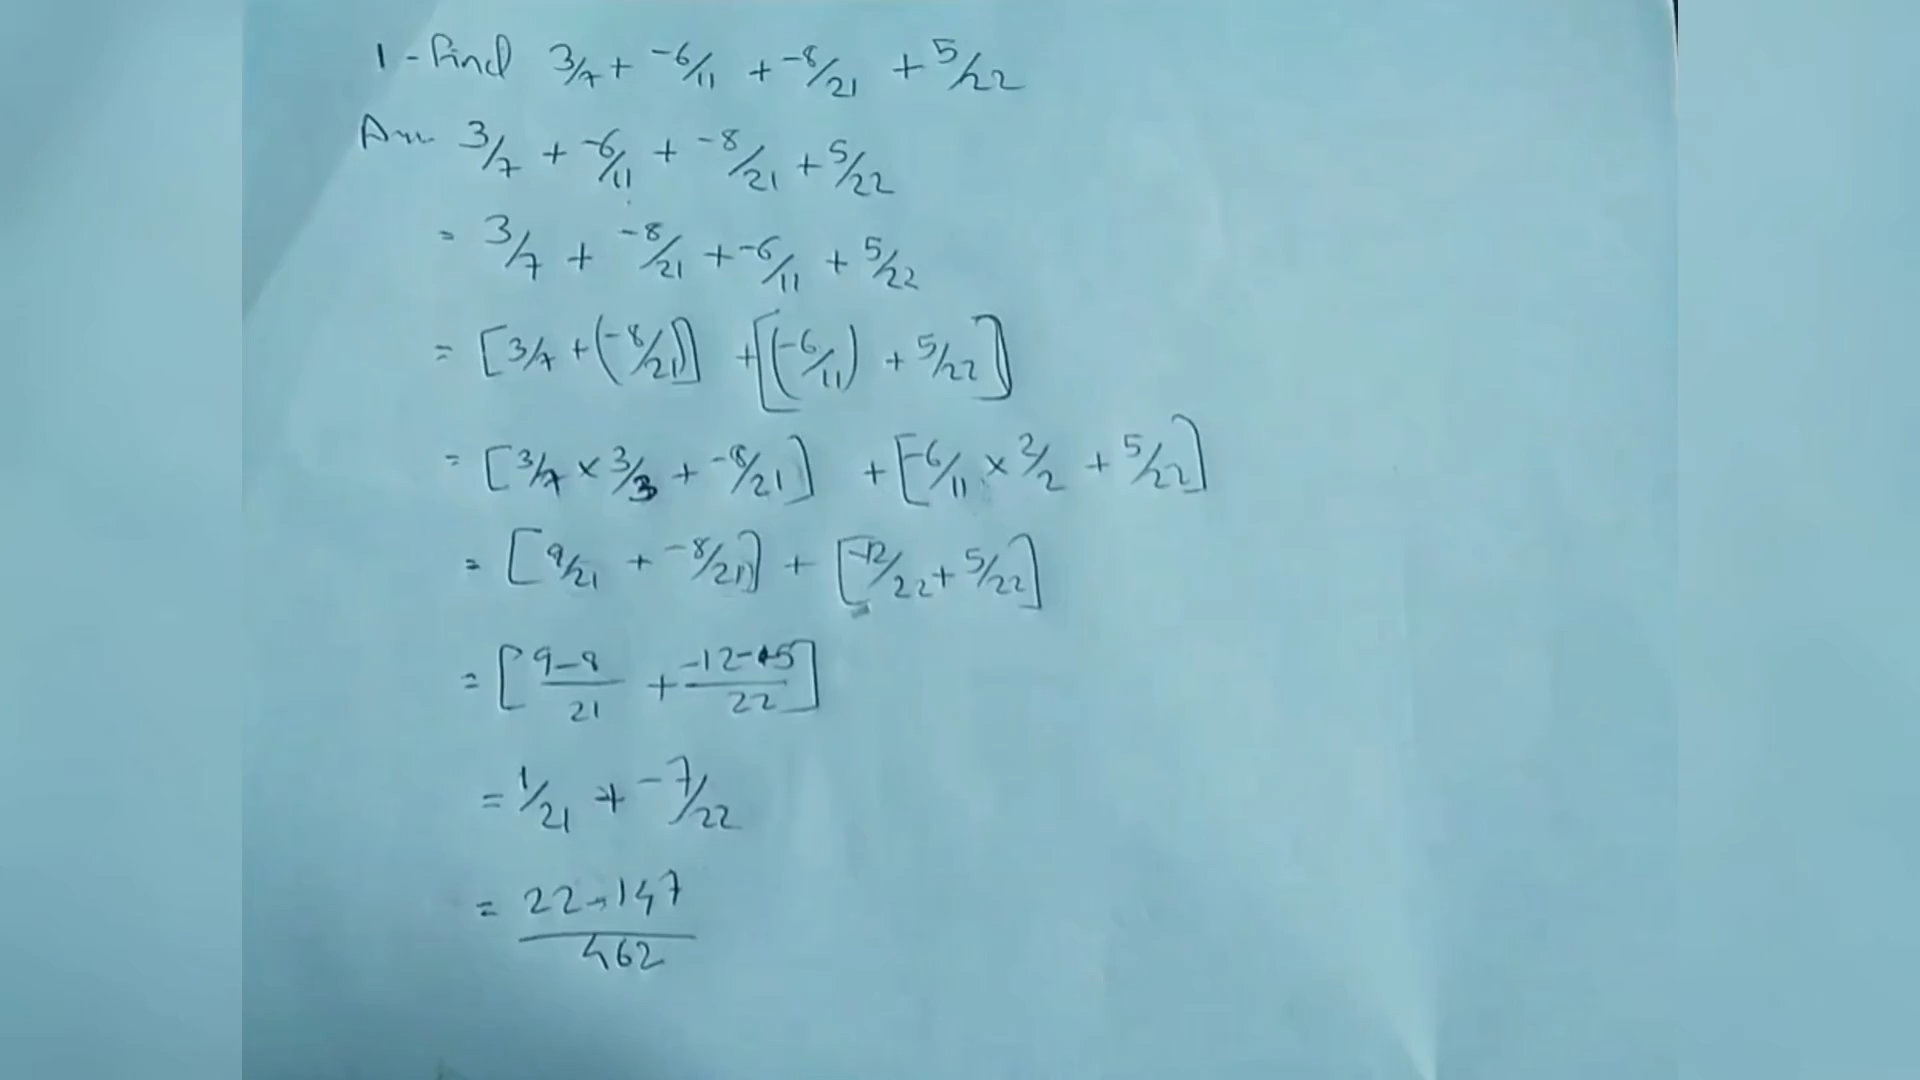 1 - Find 3/7 + -6/11 + -8/21 + 5/22
Ans 3/7 + -6/11 + -8/21 + 5/22
= 3/7 + -8/21 + -6/11 + 5/22
= [3/7 + (-8/21)] + [(-6/11) + 5/22]
= [3/7 × 3/3 + -8/21] + [-6/11 × 2/2 + 5/22]
= [9/21 + -8/21] + [-12/22 + 5/22]
= [9-8/21 + -12-+5/22]
= 1/21 + -7/22
= 22-147/462